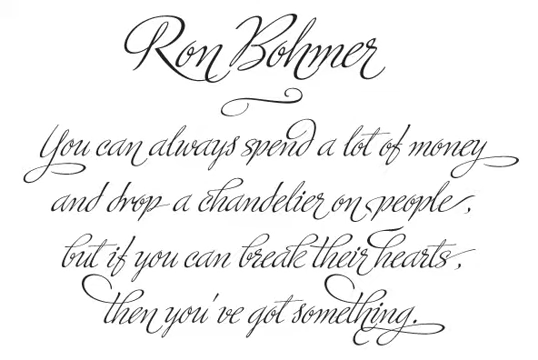 Ron Bohmer
You can always spend a lot of money
and drop a chandelier on people,
but if you can break their hearts,
then you've got something.